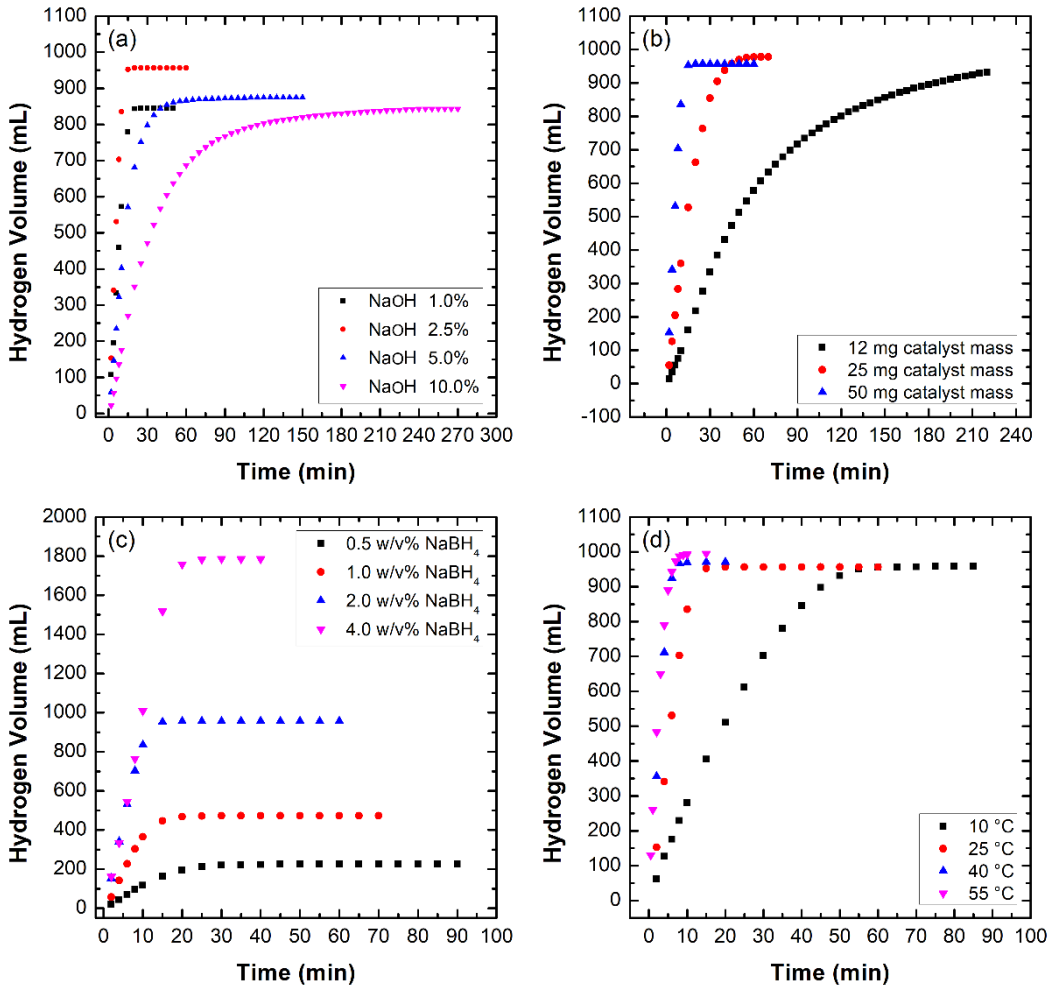 (a)
Hydrogen Volume (mL)
1100
1000
900
800
700
600
500
400
300
200
100
0
NaOH 1.0%
NaOH 2.5%
NaOH 5.0%
NaOH 10.0%
0 30 60 90 120 150 180 210 240 270 300
Time (min)
(b)
Hydrogen Volume (mL)
1100
1000
900
800
700
600
500
400
300
200
100
0
-100
12 mg catalyst mass
25 mg catalyst mass
50 mg catalyst mass
0 30 60 90 120 150 180 210 240
Time (min)
(c)
Hydrogen Volume (mL)
2000
1800
1600
1400
1200
1000
800
600
400
200
0
0.5 w/v% NaBH₄
1.0 w/v% NaBH₄
2.0 w/v% NaBH₄
4.0 w/v% NaBH₄
0 10 20 30 40 50 60 70 80 90 100
Time (min)
(d)
Hydrogen Volume (mL)
1100
1000
900
800
700
600
500
400
300
200
100
0
10 °C
25 °C
40 °C
55 °C
0 10 20 30 40 50 60 70 80 90 100
Time (min)